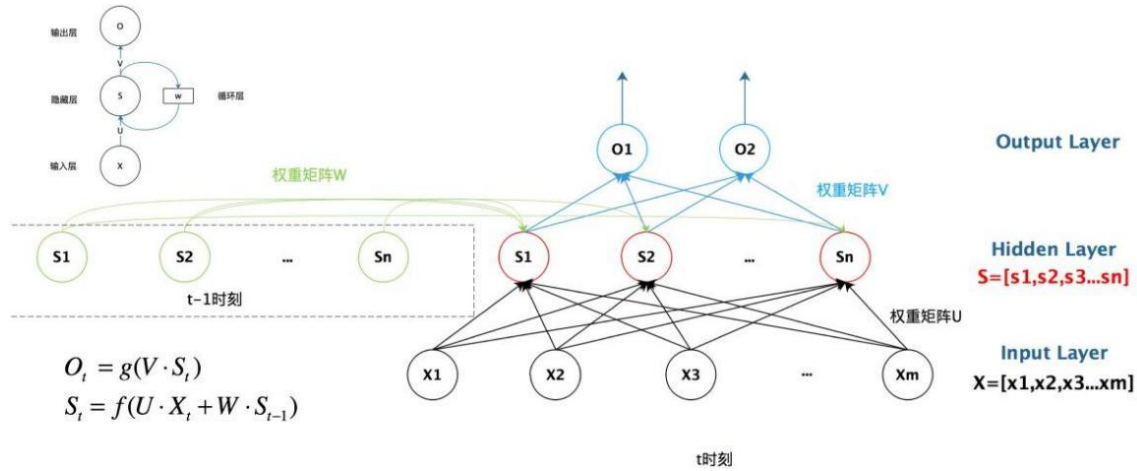 输出层
O
V
隐藏层
S
w
循环层
U
输入层
X
O1
O2
Output Layer
权重矩阵W
权重矩阵V
S1
S2
...
Sn
t-1时刻
S1
S2
...
Sn
Hidden Layer
S=[s1,s2,s3...sn]
权重矩阵U
X1
X2
X3
...
Xm
Input Layer
X=[x1,x2,x3...xm]
O_t = g(V · S_t)
S_t = f(U · X_t + W · S_{t-1})
t时刻